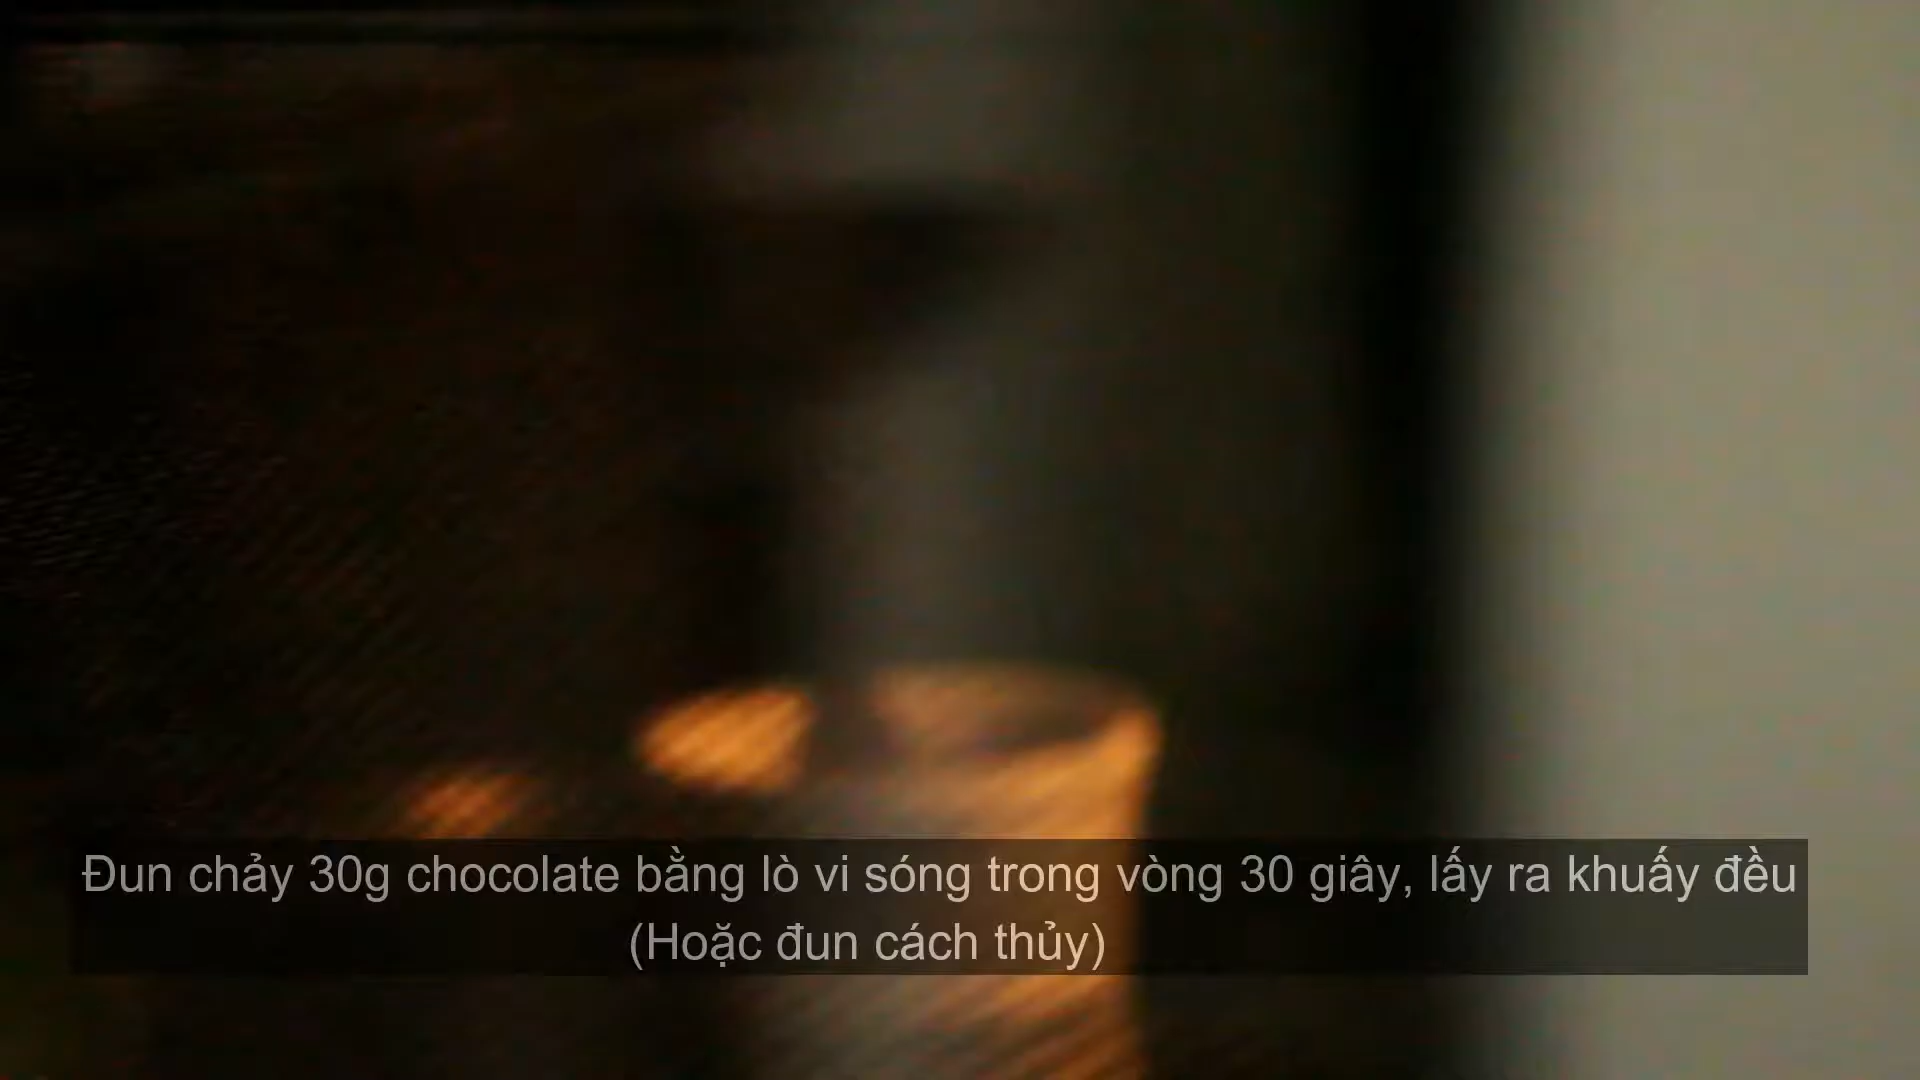 Đun chảy 30g chocolate bằng lò vi sóng trong vòng 30 giây, lấy ra khuấy đều
(Hoặc đun cách thủy)